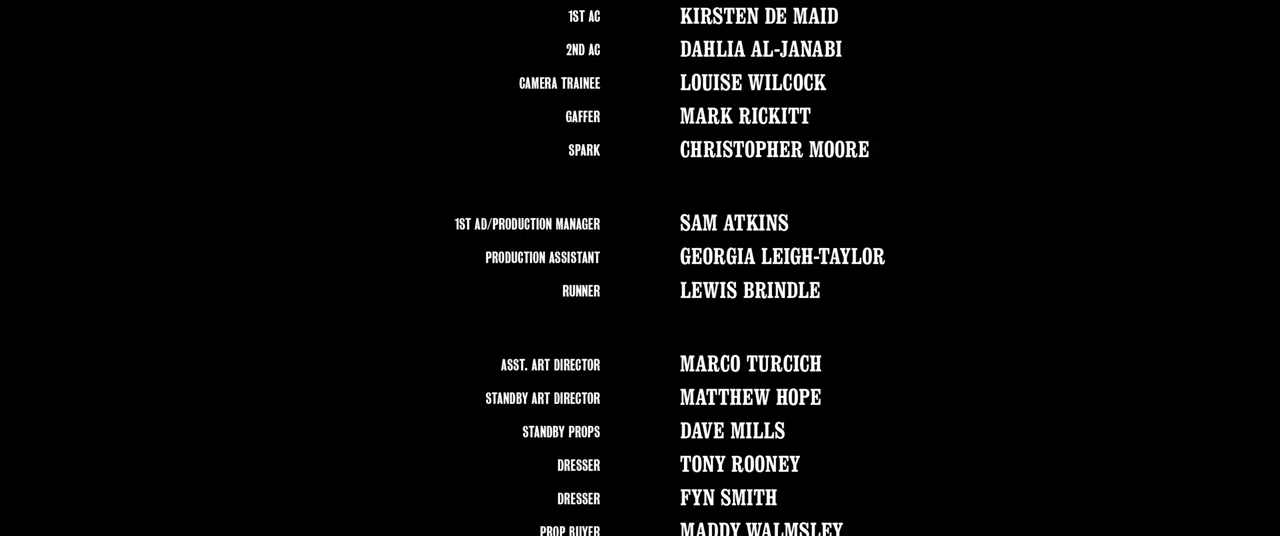 1ST AC KIRSTEN DE MAID
2ND AC DAHLIA AL-JANABI
CAMERA TRAINEE LOUISE WILCOCK
GAFFER MARK RICKITT
SPARK CHRISTOPHER MOORE
1ST AD/PRODUCTION MANAGER SAM ATKINS
PRODUCTION ASSISTANT GEORGIA LEIGH-TAYLOR
RUNNER LEWIS BRINDLE
ASST. ART DIRECTOR MARCO TURCICH
STANDBY ART DIRECTOR MATTHEW HOPE
STANDBY PROPS DAVE MILLS
DRESSER TONY ROONEY
DRESSER FYN SMITH
PROP BUYER MADDY WALMSLEY